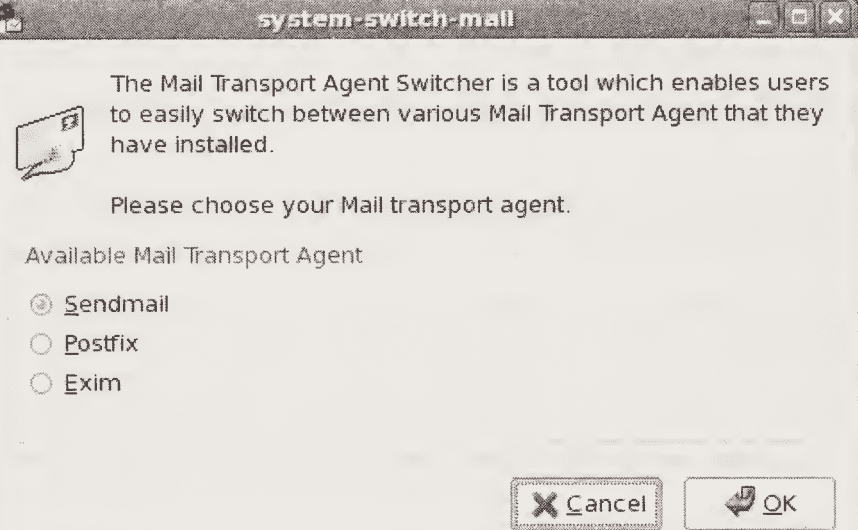 system-switch-mail
The Mail Transport Agent Switcher is a tool which enables users
to easily switch between various Mail Transport Agent that they
have installed.
Please choose your Mail transport agent.
Available Mail Transport Agent
Sendmail
Postfix
Exim
Cancel
OK